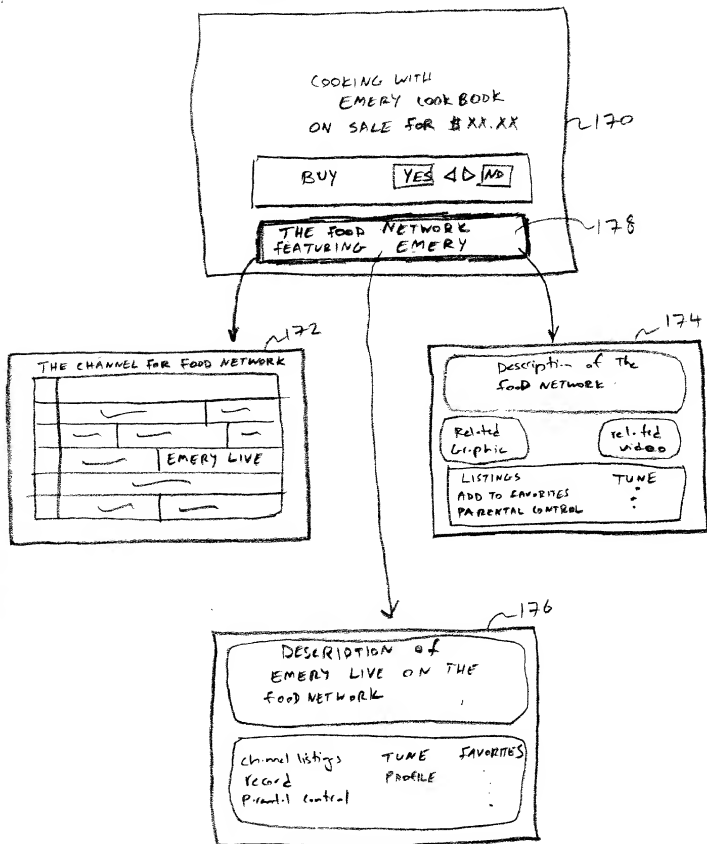 COOKING WITH
EMERY COOKBOOK
ON SALE FOR $XX.XX
170
BUY YES NO
THE FOOD NETWORK
FEATURING EMERY
178
172
THE CHANNEL FOR FOOD NETWORK
EMERY LIVE
174
Description of The
FOOD NETWORK
Related
Graphic
related
video
LISTINGS TUNE
ADD TO FAVORITES
PARENTAL CONTROL
176
DESCRIPTION of
EMERY LIVE ON THE
FOOD NETWORK
channel listings TUNE FAVORITES
record PROFILE
Parental control